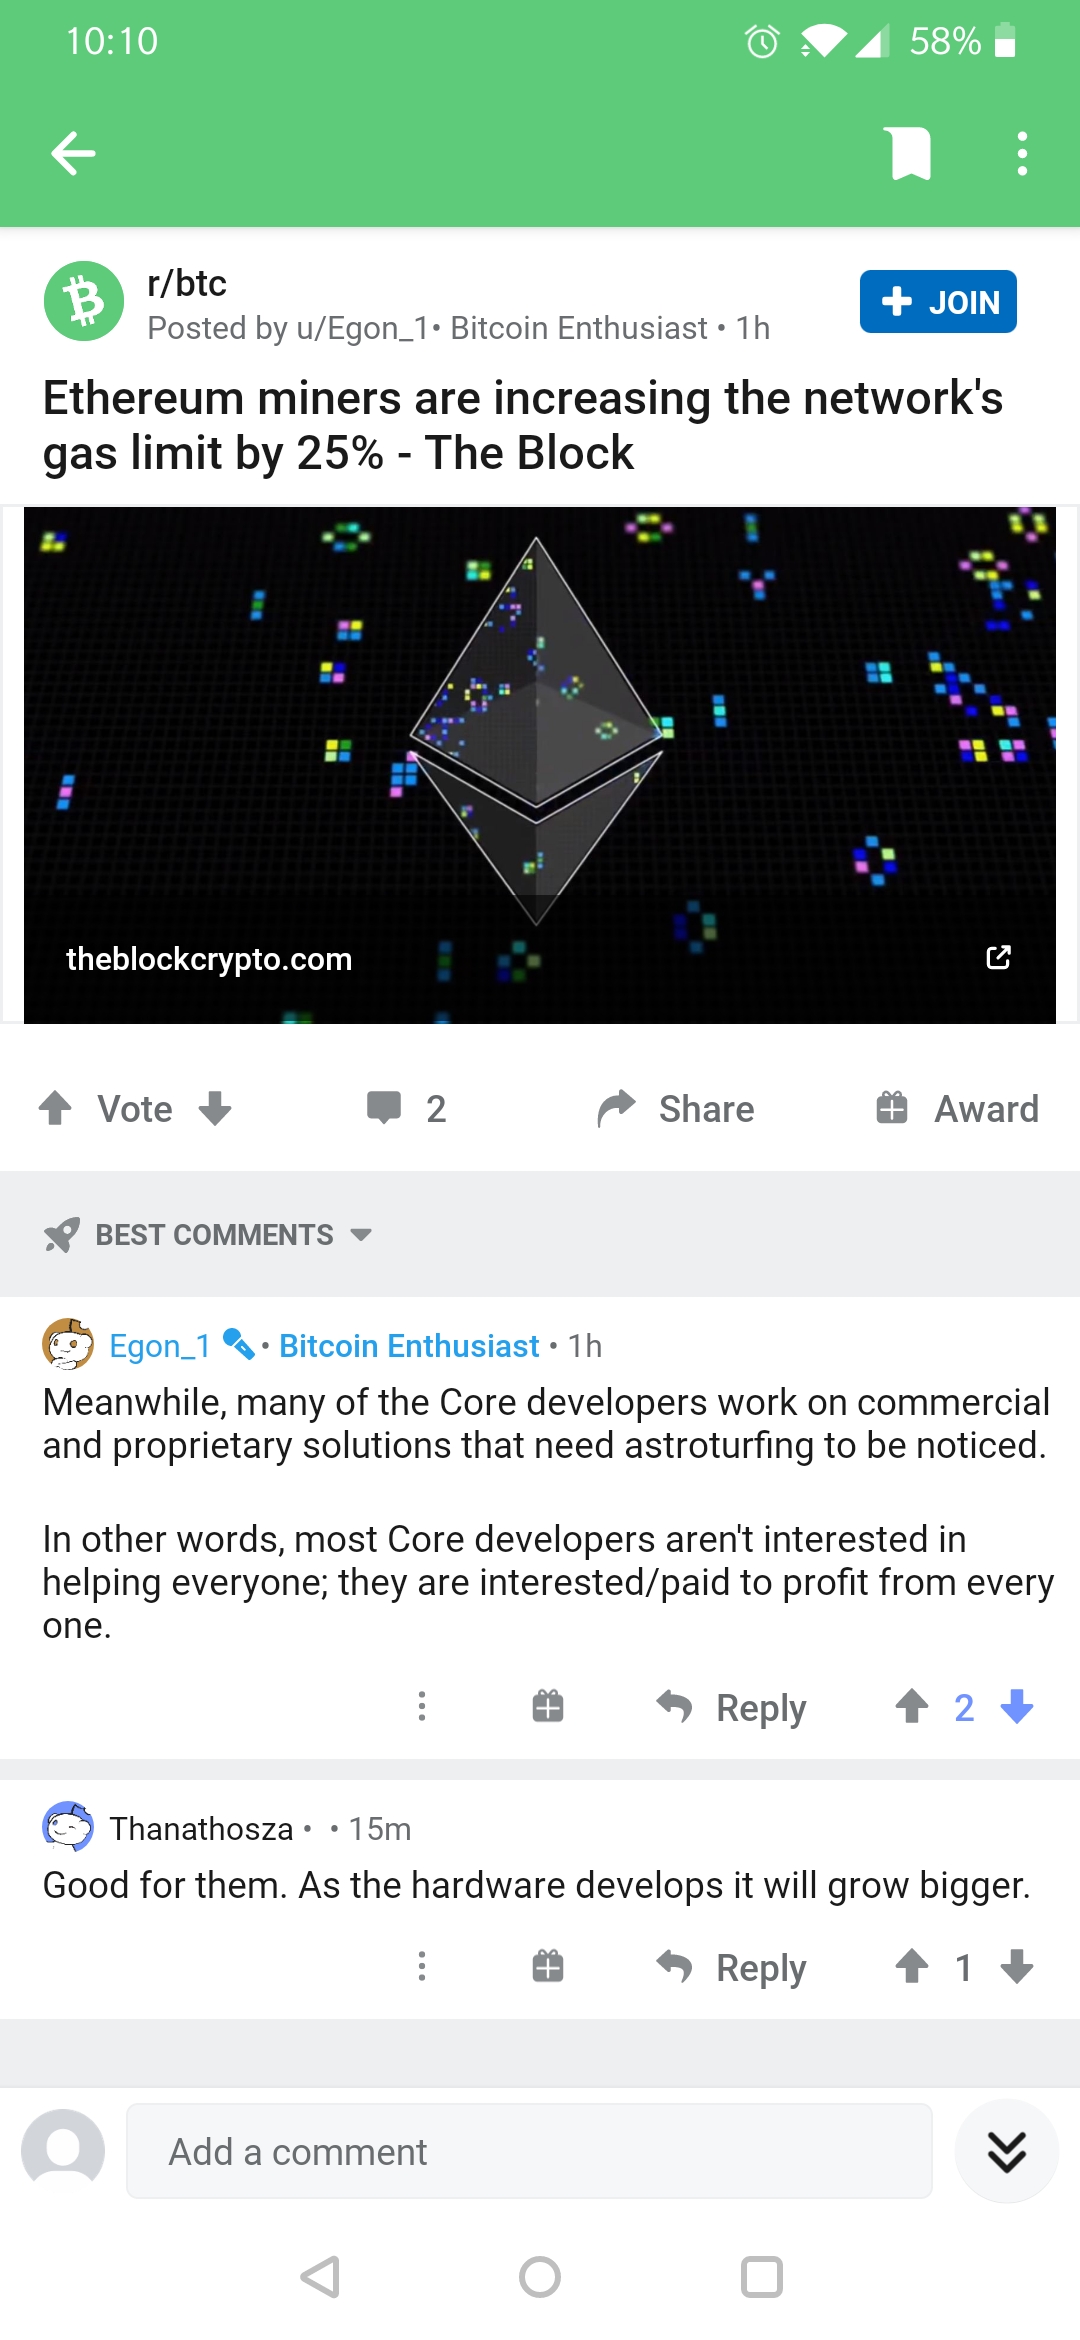 10:10
58%
r/btc
Posted by u/Egon_1• Bitcoin Enthusiast • 1h
JOIN
Ethereum miners are increasing the network's
gas limit by 25% - The Block
theblockcrypto.com
Vote
2
Share
Award
BEST COMMENTS
Egon_1 • Bitcoin Enthusiast • 1h
Meanwhile, many of the Core developers work on commercial
and proprietary solutions that need astroturfing to be noticed.
In other words, most Core developers aren't interested in
helping everyone; they are interested/paid to profit from every
one.
Reply
2
Thanathosza • • 15m
Good for them. As the hardware develops it will grow bigger.
Reply
1
Add a comment